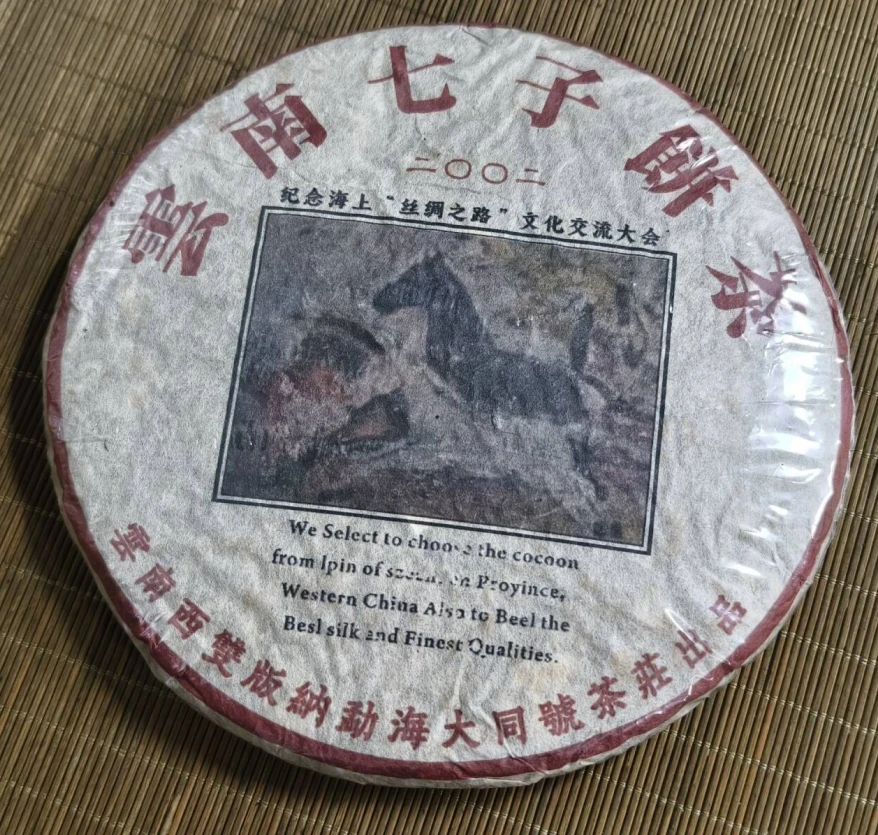 雲南七子餅茶
二〇〇二
纪念海上“丝绸之路”文化交流大会
We Select to choose the cocoon
from lpin of en Proyince,
Western China Also to Beel the
Besl silk and Finest Qualities.
雲南西雙版納勐海大同號茶莊出品